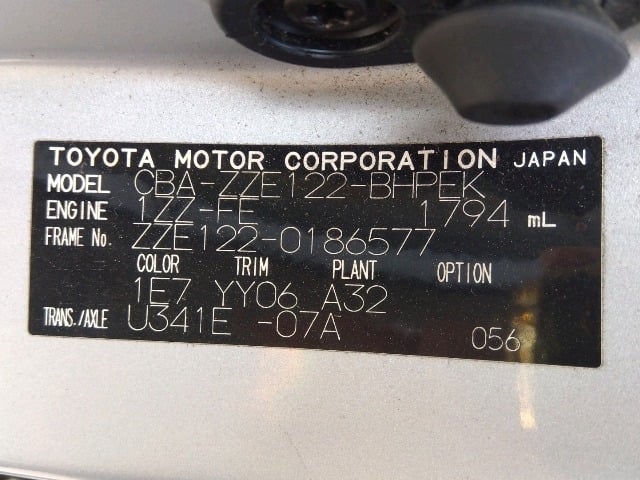 TOYOTA MOTOR CORPORATION JAPAN
MODEL CBA-ZZE122-BHPEK
ENGINE 1ZZ-FE 1794 mL
FRAME No. ZZE122-0186577
COLOR TRIM PLANT OPTION
1E7 YY06 A32
TRANS./AXLE U341E -07A 056